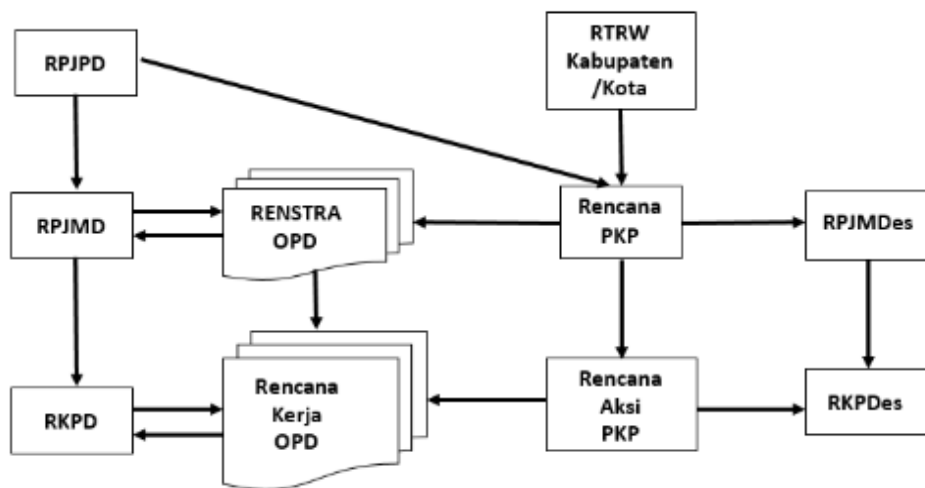 RPJPD
RTRW
Kabupaten
/Kota
RPJMD
RENSTRA
OPD
Rencana
PKP
RPJMDes
RKPD
Rencana
Kerja
OPD
Rencana
Aksi
PKP
RKPDes